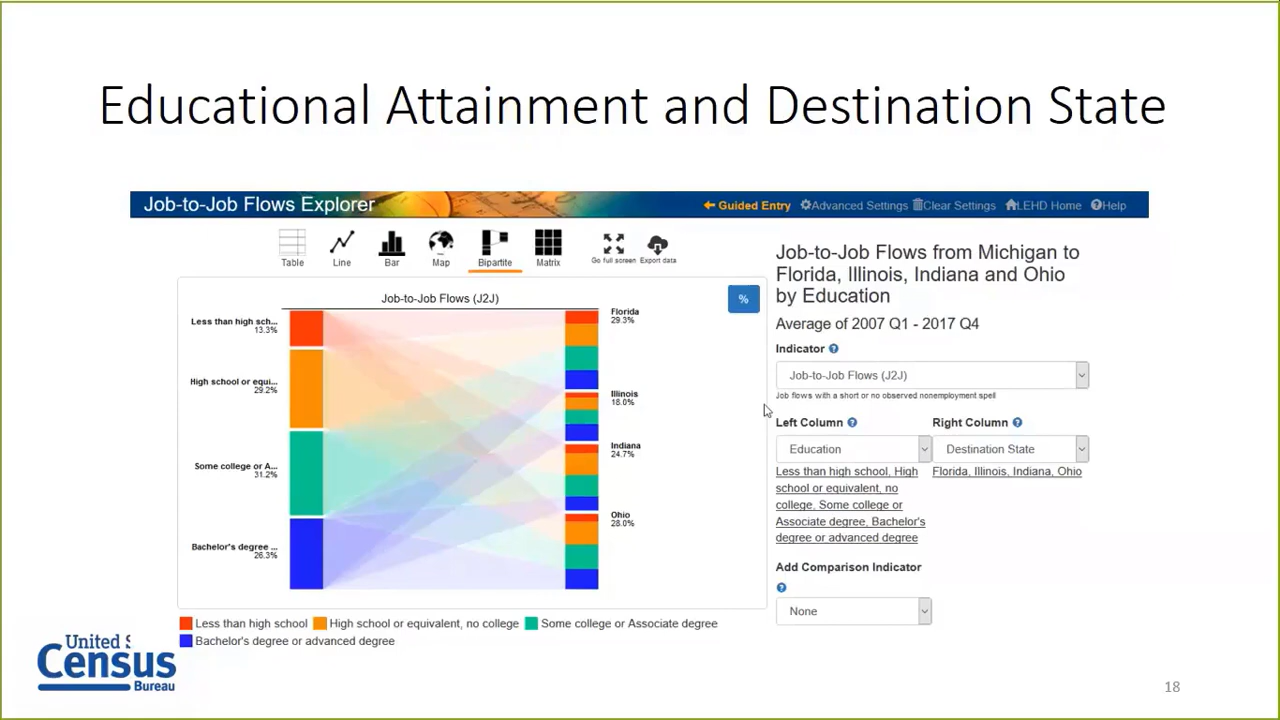 Educational Attainment and Destination State
Job-to-Job Flows Explorer
Guided Entry
Advanced Settings
Clear Settings
LEHD Home
Help
Table
Line
Bar
Map
Bipartite
Matrix
Go full screen
Export data
Job-to-Job Flows (J2J)
%
Less than high sch...
13.3%
High school or equi...
29.2%
Some college or A...
31.2%
Bachelor's degree ...
26.3%
Florida
29.3%
Illinois
18.0%
Indiana
24.7%
Ohio
28.0%
Less than high school
High school or equivalent, no college
Some college or Associate degree
Bachelor's degree or advanced degree
Job-to-Job Flows from Michigan to
Florida, Illinois, Indiana and Ohio
by Education
Average of 2007 Q1 - 2017 Q4
Indicator
Job-to-Job Flows (J2J)
Job flows with a short or no observed nonemployment spell
Left Column
Education
Less than high school, High
school or equivalent, no
college, Some college or
Associate degree, Bachelor's
degree or advanced degree
Right Column
Destination State
Florida, Illinois, Indiana, Ohio
Add Comparison Indicator
None
United S
Census
Bureau
18